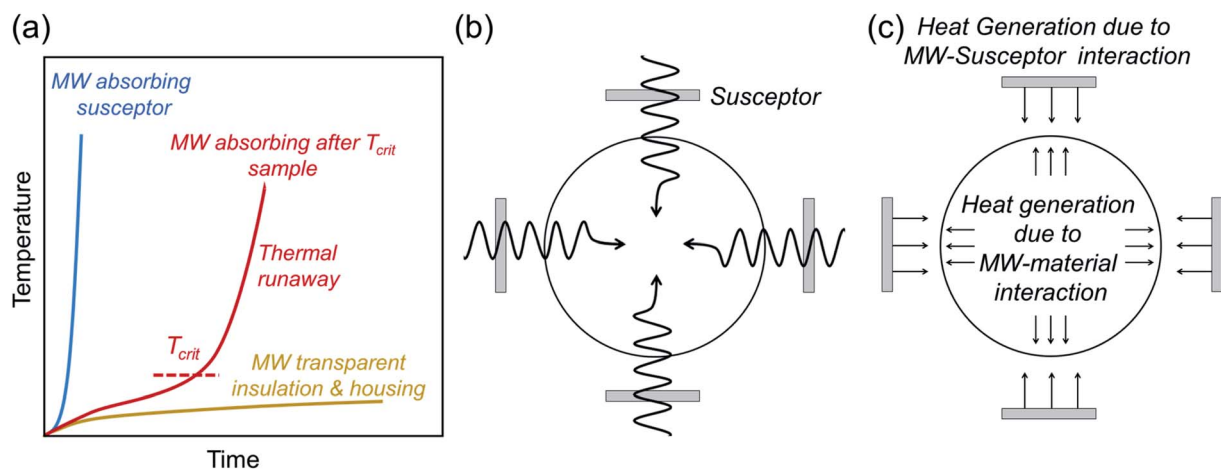 (a)
MW absorbing
susceptor
MW absorbing after Tcrit
sample
Thermal
runaway
Tcrit
MW transparent
insulation & housing
Temperature
Time
(b)
Susceptor
(c)
Heat Generation due to
MW-Susceptor interaction
Heat generation
due to
MW-material
interaction